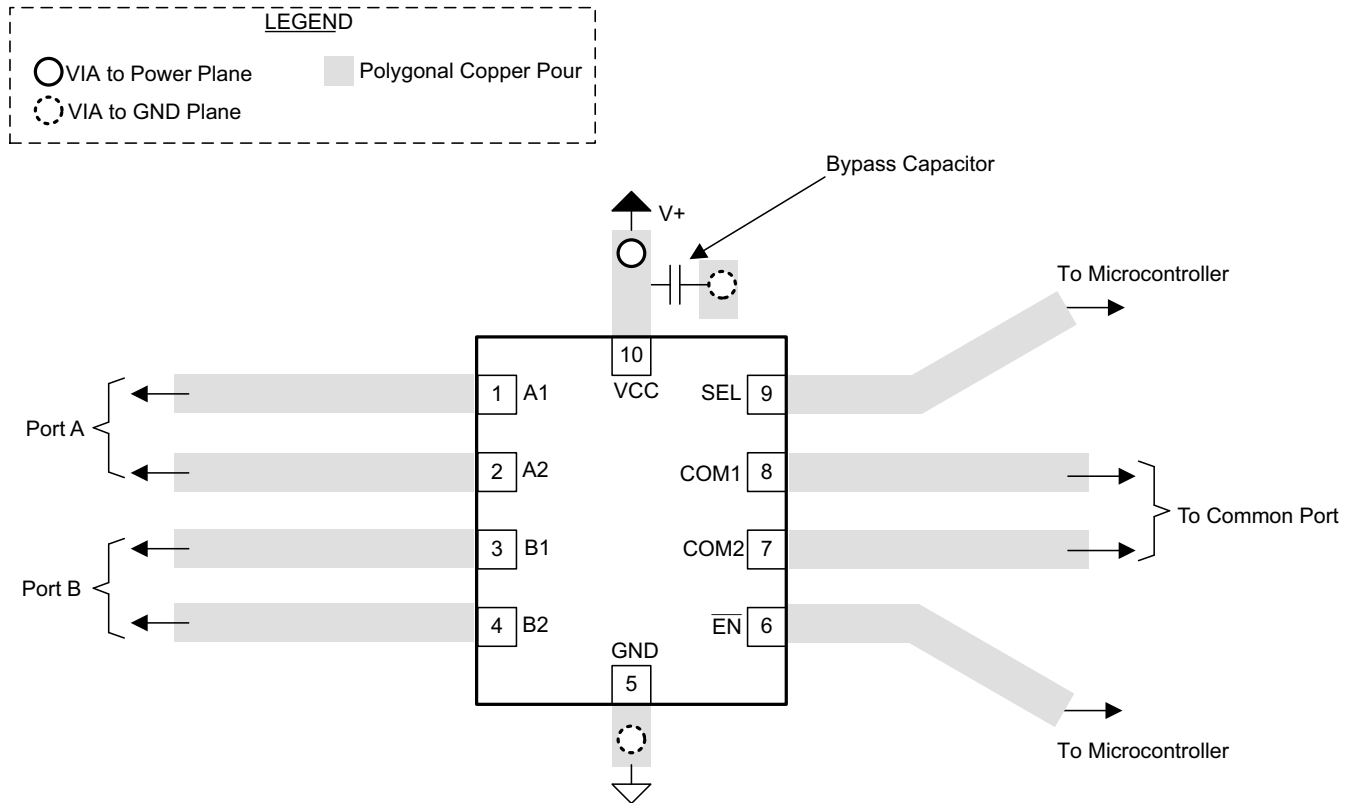 LEGEND
VIA to Power Plane
Polygonal Copper Pour
VIA to GND Plane
Bypass Capacitor
V+
To Microcontroller
10
VCC
1 A1
SEL 9
Port A
2 A2
COM1 8
To Common Port
3 B1
COM2 7
Port B
4 B2
E̅N̅ 6
GND
5
To Microcontroller